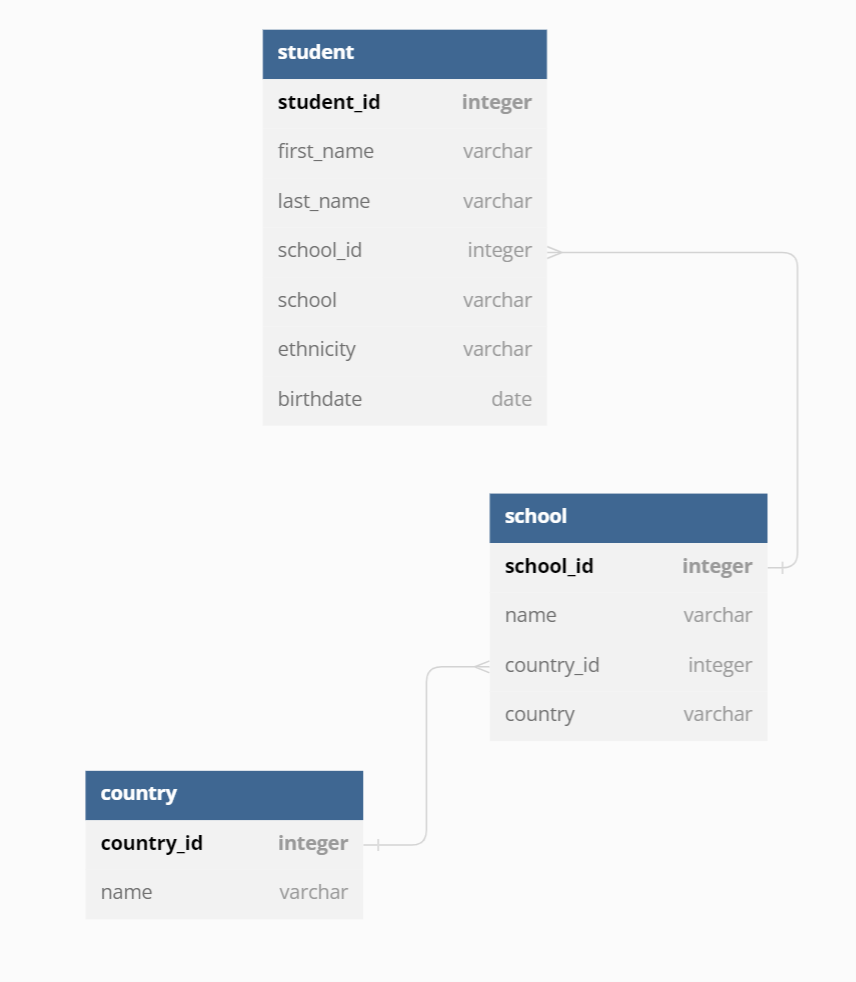 student
student_id integer
first_name varchar
last_name varchar
school_id integer
school varchar
ethnicity varchar
birthdate date
school
school_id integer
name varchar
country_id integer
country varchar
country
country_id integer
name varchar